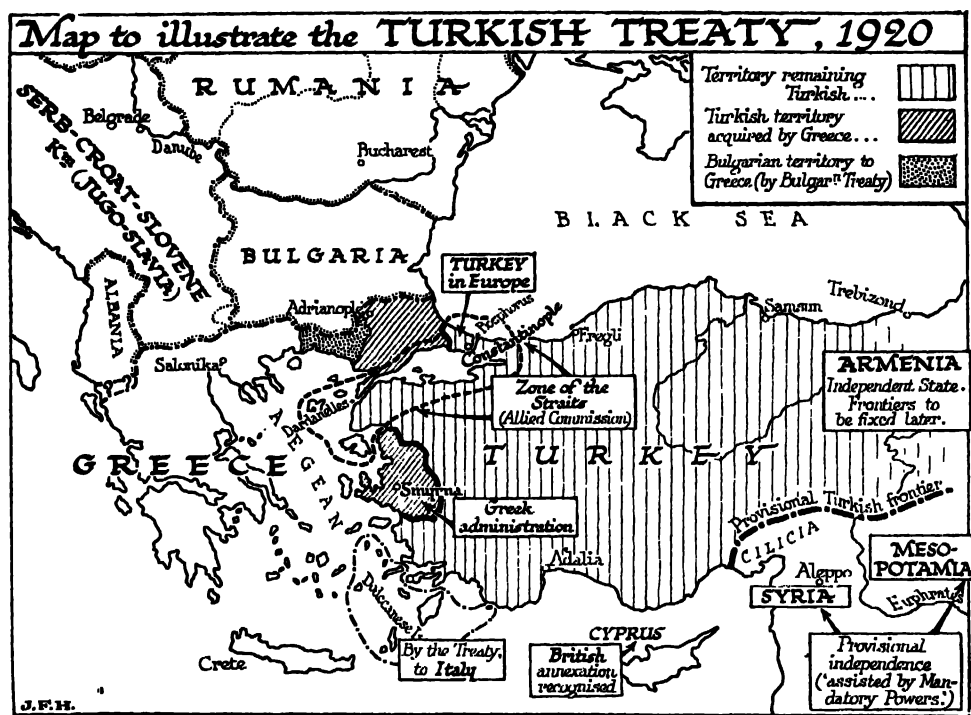 Map to illustrate the TURKISH TREATY, 1920
Territory remaining
Turkish....
Turkish territory
acquired by Greece...
Bulgarian territory to
Greece (by Bulgarn Treaty)
RUMANIA
SERB-CROAT-SLOVENE
Km (JUGO-SLAVIA)
Belgrade
Danube
Bucharest
BLACK SEA
BULGARIA
TURKEY
in Europe
ALBANIA
Adrianople
Bosphorus
Constantinople
Eregli
Samsun
Trebizond
Salonika
Zone of the
Straits
(Allied Commission)
ARMENIA
Independent State.
Frontiers to
be fixed later.
Dardanelles
AEGEAN
GREECE
TURKEY
Smyrna
Greek
administration
Provisional Turkish frontier
CILICIA
Adalia
Aleppo
MESO-
POTAMIA
SYRIA
Euphrates
Dodecanese
By the Treaty,
to Italy
CYPRUS
British
annexation
recognised
Provisional
independence
('assisted by Man-
datory Powers.')
Crete
J.F.H.